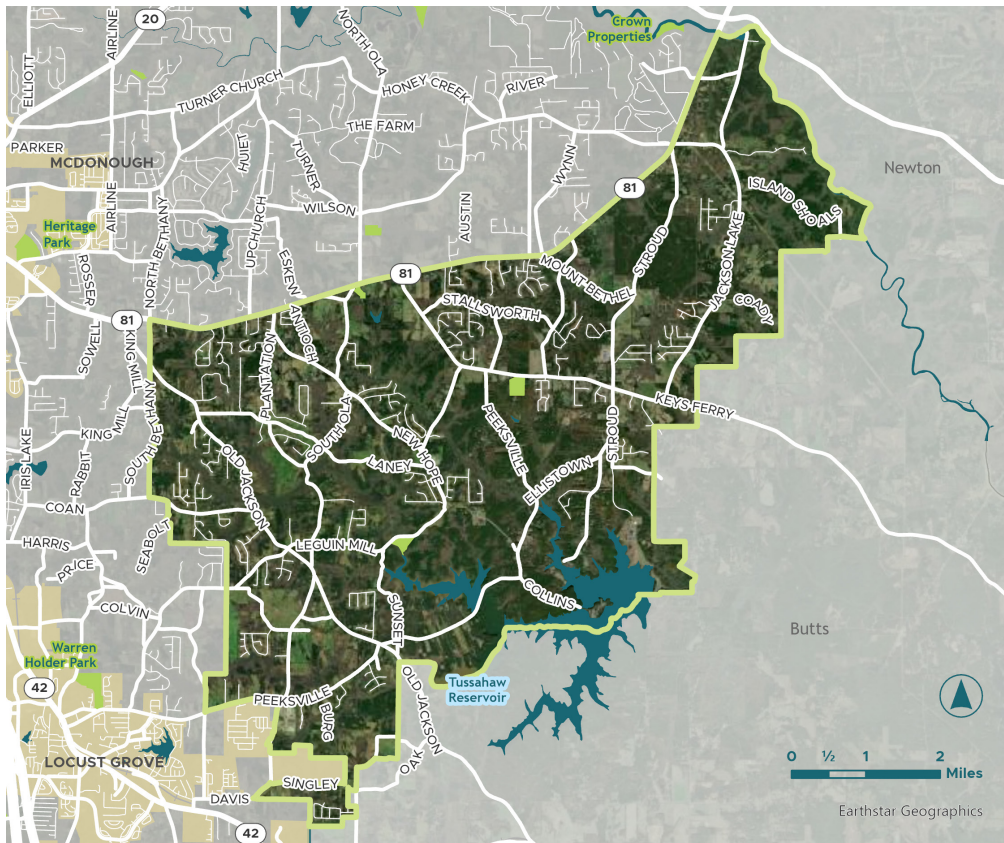 20
AIRLINE
NORTH OLA
Crown
Properties
ELLIOTT
TURNER CHURCH
HONEY CREEK
RIVER
THE FARM
PARKER
MCDONOUGH
HUIET
TURNER
WYNN
Newton
81
ISLAND SHOALS
AIRLINE
WILSON
AUSTIN
Heritage
Park
NORTH BETHANY
UPCHURCH
STROUD
JACKSON LAKE
ROSSER
ESKEW
81
MOUNT BETHEL
81
ANTIOCH
STALLSWORTH
COADY
SOWELL
KING MILL
PLANTATION
KEYS FERRY
SOUTH BETHANY
SOUTH OLA
PEEKSVILLE
STROUD
IRIS LAKE
KING
MILL
RABBIT
OLD JACKSON
NEW HOPE
LANEY
ELLISTOWN
COAN
SEABOLT
HARRIS
PRICE
LEGUIN MILL
COLVIN
SUNSET
COLLINS
Butts
Warren
Holder Park
42
Tussahaw
Reservoir
OLD JACKSON
PEEKSVILLE
BURG
LOCUST GROVE
OAK
SINGLEY
0 ½ 1 2
Miles
DAVIS
42
Earthstar Geographics